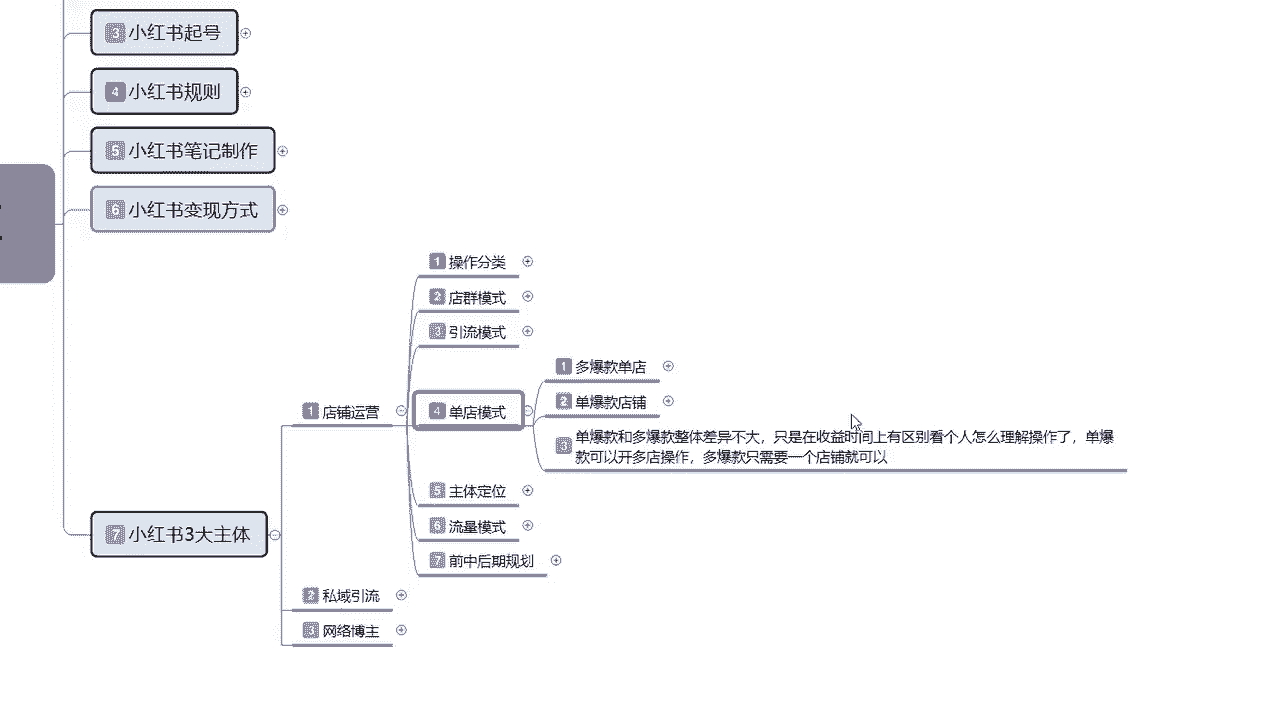 3 小红书起号
4 小红书规则
5 小红书笔记制作
6 小红书变现方式
1 操作分类
2 店群模式
3 引流模式
1 多爆款单店
2 单爆款店铺
1 店铺运营
4 单店模式
3 单爆款和多爆款整体差异不大，只是在收益时间上有区别看个人怎么理解操作了，单爆
款可以开多店操作，多爆款只需要一个店铺就可以
5 主体定位
6 流量模式
7 前中后期规划
7 小红书3大主体
2 私域引流
3 网络博主